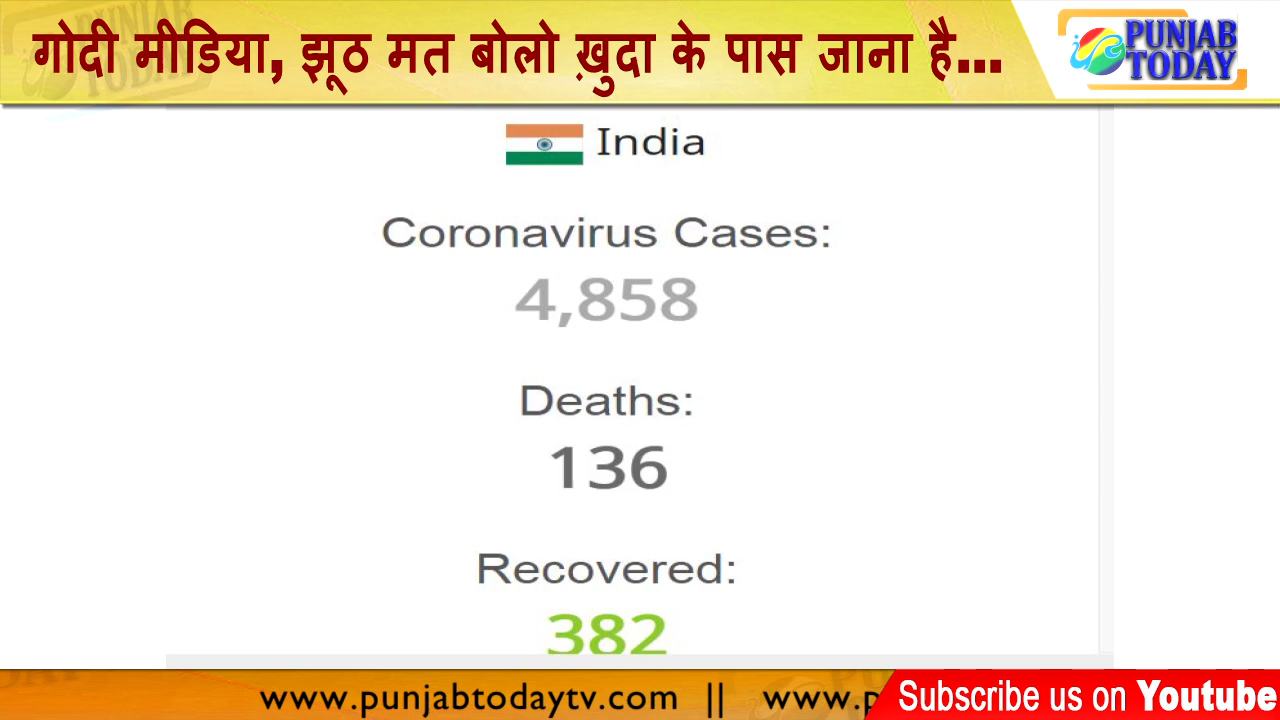 गोदी मीडिया, झूठ मत बोलो ख़ुदा के पास जाना है...
PUNJAB
TODAY
India
Coronavirus Cases:
4,858
Deaths:
136
Recovered:
382
www.punjabtodaytv.com || www.p
Subscribe us on Youtube